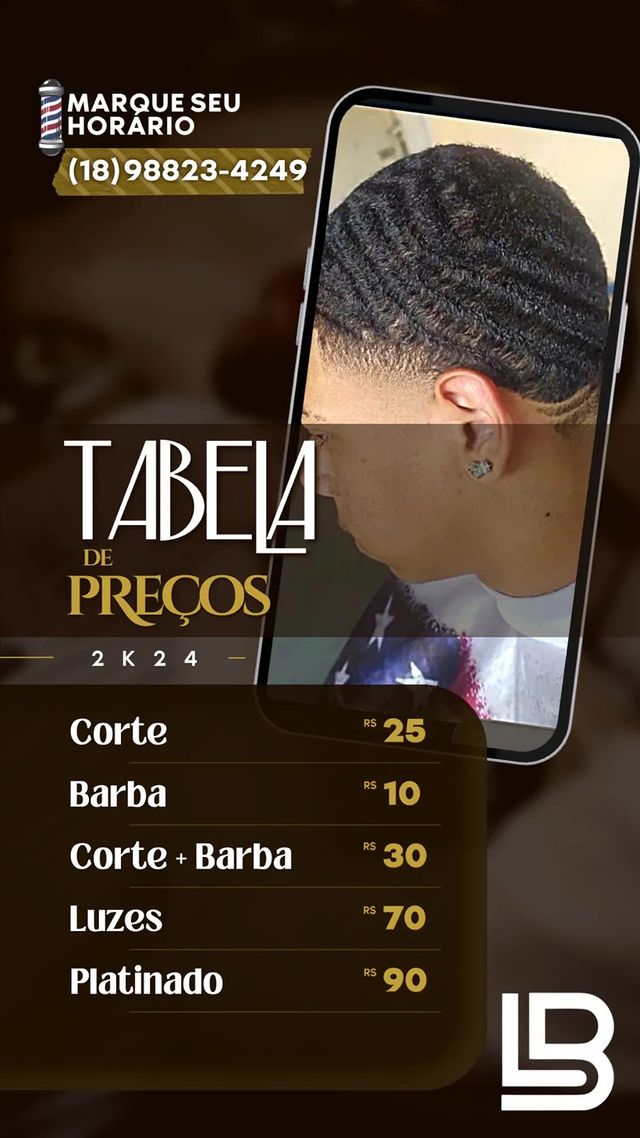 MARQUE SEU
HORÁRIO
(18)98823-4249
TABELA
DE
PREÇOS
2K24
Corte R$ 25
Barba R$ 10
Corte + Barba R$ 30
Luzes R$ 70
Platinado R$ 90
LB